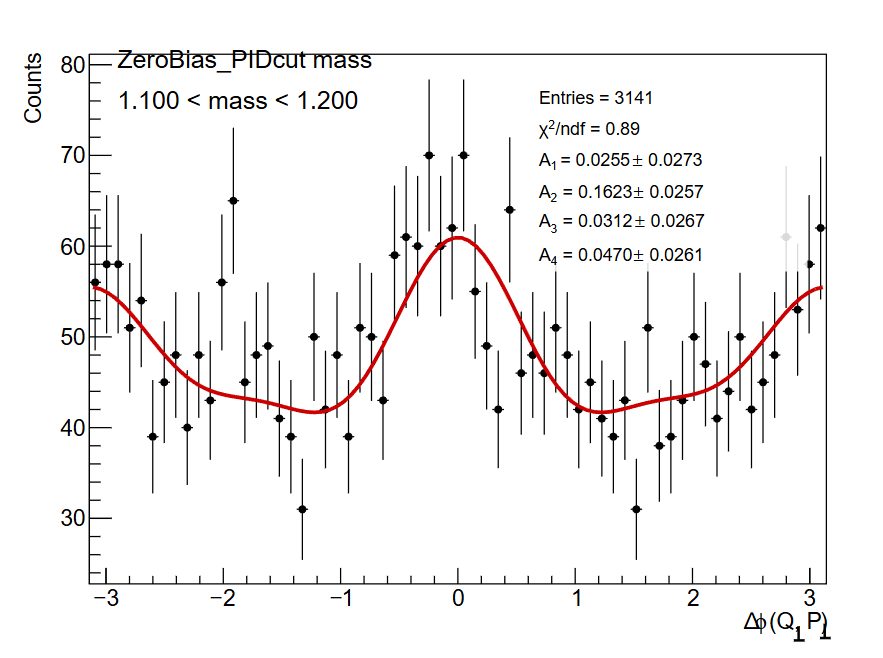 ZeroBias_PIDcut mass
1.100 < mass < 1.200
Entries = 3141
χ²/ndf = 0.89
A₁ = 0.0255± 0.0273
A₂ = 0.1623± 0.0257
A₃ = 0.0312± 0.0267
A₄ = 0.0470± 0.0261
Counts
80
70
60
50
40
30
−3 −2 −1 0 1 2 3
Δϕ(Q⊥, P⊥)